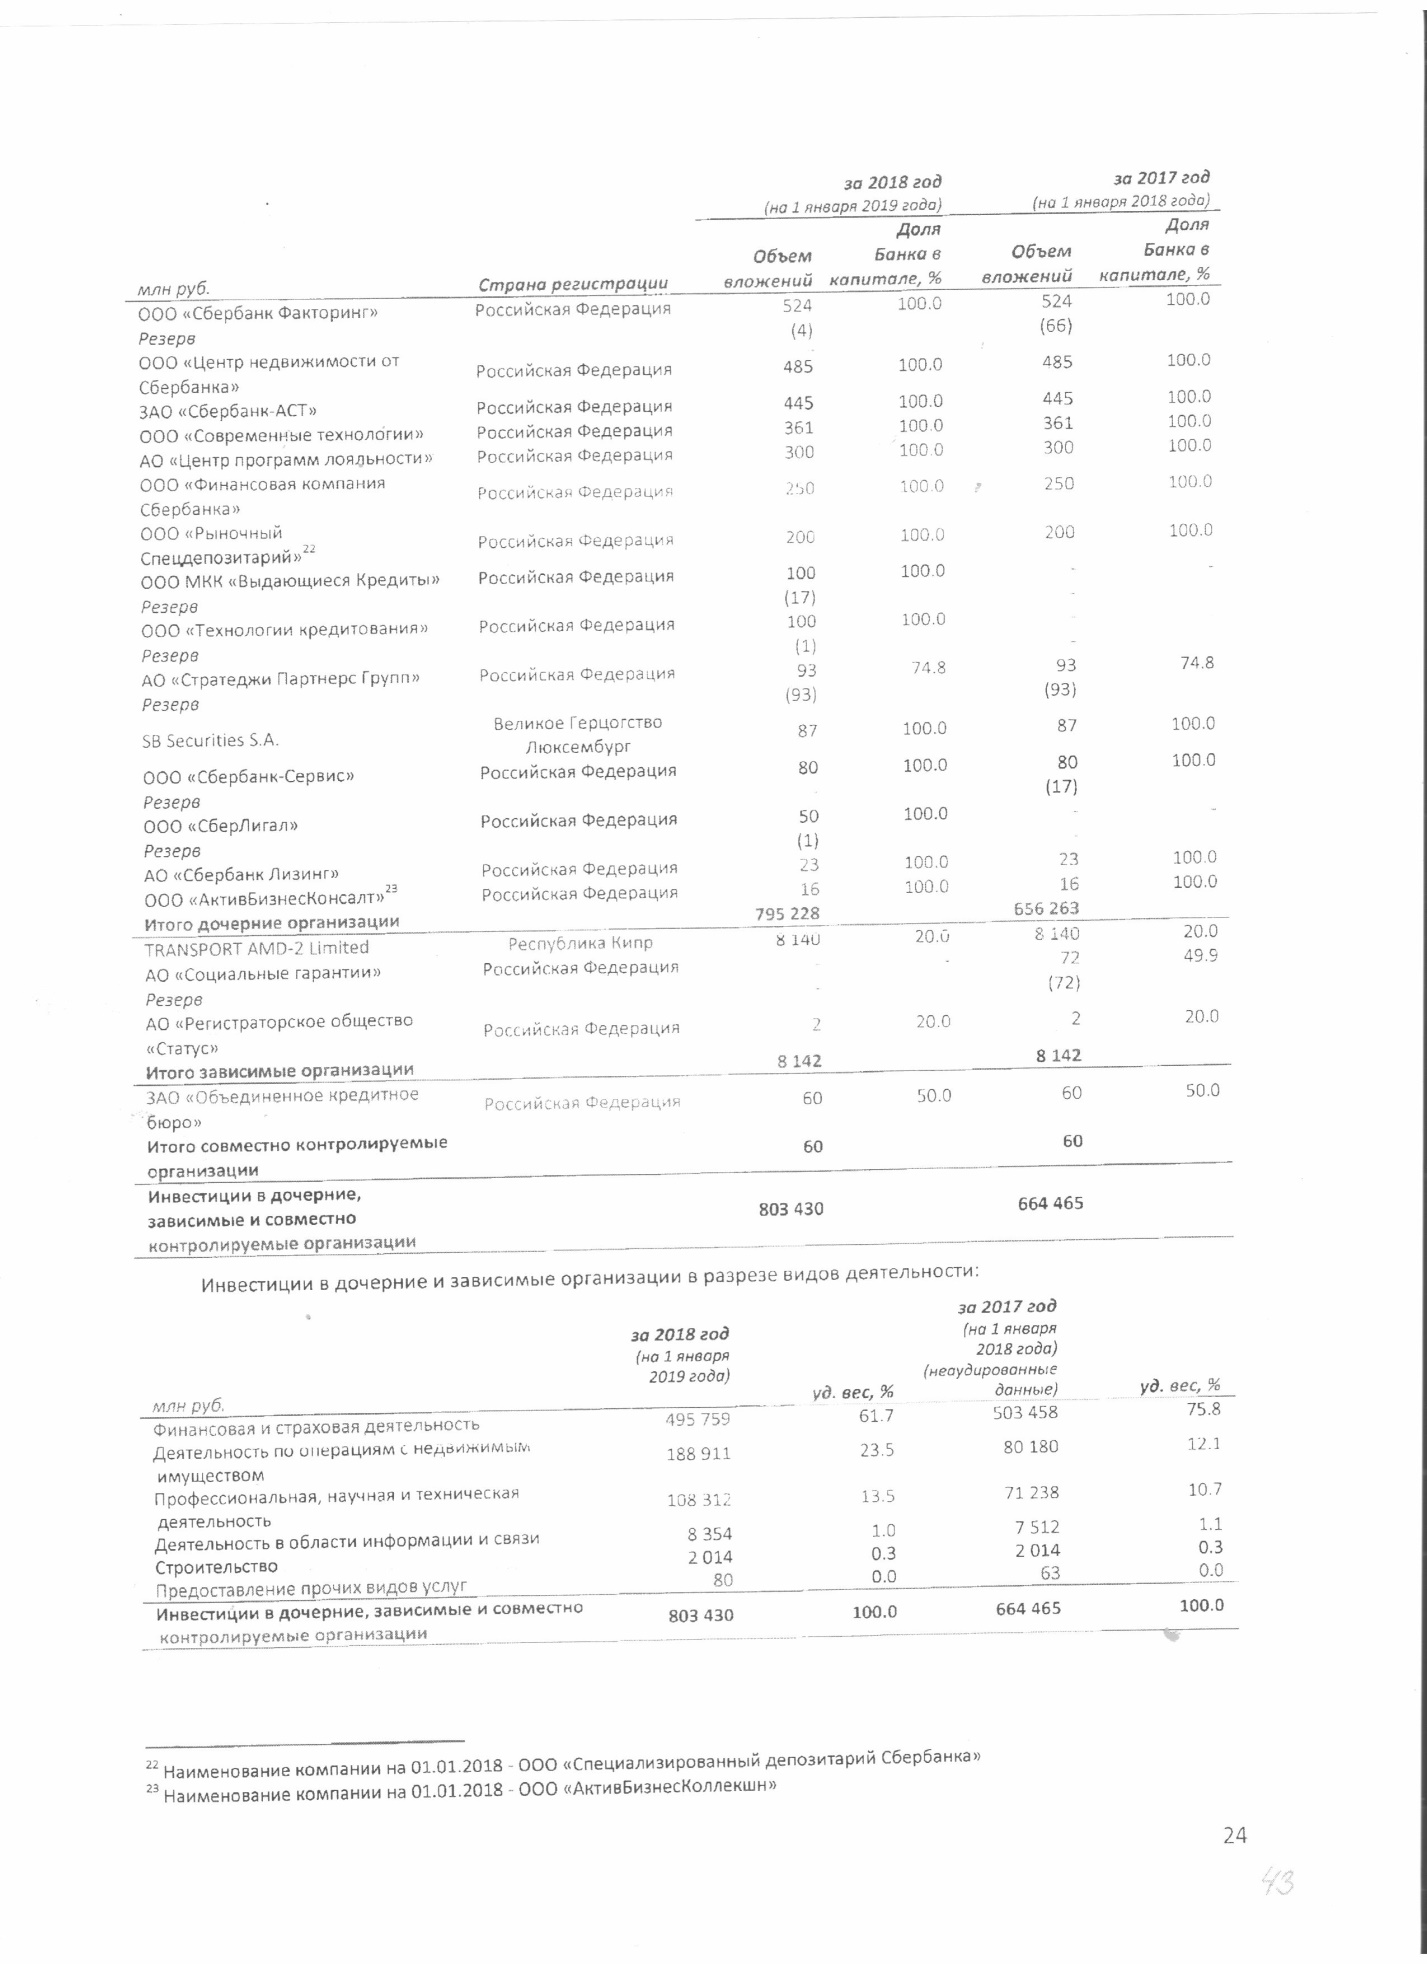 за 2018 год за 2017 год
(на 1 января 2019 года) (на 1 января 2018 года)
Доля Доля
Объем Банка в Объем Банка в
млн руб. Страна регистрации вложений капитале, % вложений капитале, %
ООО «Сбербанк Факторинг» Российская Федерация 524 100.0 524 100.0
Резерв (4) (66)
ООО «Центр недвижимости от
Сбербанка» Российская Федерация 485 100.0 485 100.0
ЗАО «Сбербанк-АСТ» Российская Федерация 445 100.0 445 100.0
ООО «Современные технологии» Российская Федерация 361 100.0 361 100.0
АО «Центр программ лояльности» Российская Федерация 300 100.0 300 100.0
ООО «Финансовая компания
Сбербанка» Российская Федерация 250 100.0 250 100.0
ООО «Рыночный
Спецдепозитарий»22 Российская Федерация 200 100.0 200 100.0
ООО МКК «Выдающиеся Кредиты» Российская Федерация 100 100.0 - -
Резерв (17) -
ООО «Технологии кредитования» Российская Федерация 100 100.0
Резерв (1) -
АО «Стратеджи Партнерс Групп» Российская Федерация 93 74.8 93 74.8
Резерв (93) (93)
SB Securities S.A. Великое Герцогство
Люксембург 87 100.0 87 100.0
ООО «Сбербанк-Сервис» Российская Федерация 80 100.0 80 100.0
Резерв - (17)
ООО «СберЛигал» Российская Федерация 50 100.0 - -
Резерв (1) -
АО «Сбербанк Лизинг» Российская Федерация 23 100.0 23 100.0
ООО «АктивБизнесКонсалт»23 Российская Федерация 16 100.0 16 100.0
Итого дочерние организации 795 228 656 263
TRANSPORT AMD-2 Limited Республика Кипр 8 140 20.0 8 140 20.0
АО «Социальные гарантии» Российская Федерация - 72 49.9
Резерв - (72)
АО «Регистраторское общество
«Статус» Российская Федерация 2 20.0 2 20.0
Итого зависимые организации 8 142 8 142
ЗАО «Объединенное кредитное
бюро» Российская Федерация 60 50.0 60 50.0
Итого совместно контролируемые
организации 60 60
Инвестиции в дочерние,
зависимые и совместно 803 430 664 465
контролируемые организации
Инвестиции в дочерние и зависимые организации в разрезе видов деятельности:
за 2017 год
за 2018 год (на 1 января
(на 1 января 2018 года)
2019 года) (неаудированные
млн руб. уд. вес, % данные) уд. вес, %
Финансовая и страховая деятельность 495 759 61.7 503 458 75.8
Деятельность по операциям с недвижимым
имуществом 188 911 23.5 80 180 12.1
Профессиональная, научная и техническая
деятельность 108 312 13.5 71 238 10.7
Деятельность в области информации и связи 8 354 1.0 7 512 1.1
Строительство 2 014 0.3 2 014 0.3
Предоставление прочих видов услуг 80 0.0 63 0.0
Инвестиции в дочерние, зависимые и совместно
контролируемые организации 803 430 100.0 664 465 100.0
22 Наименование компании на 01.01.2018 - ООО «Специализированный депозитарий Сбербанка»
23 Наименование компании на 01.01.2018 - ООО «АктивБизнесКоллекшн»
24
43